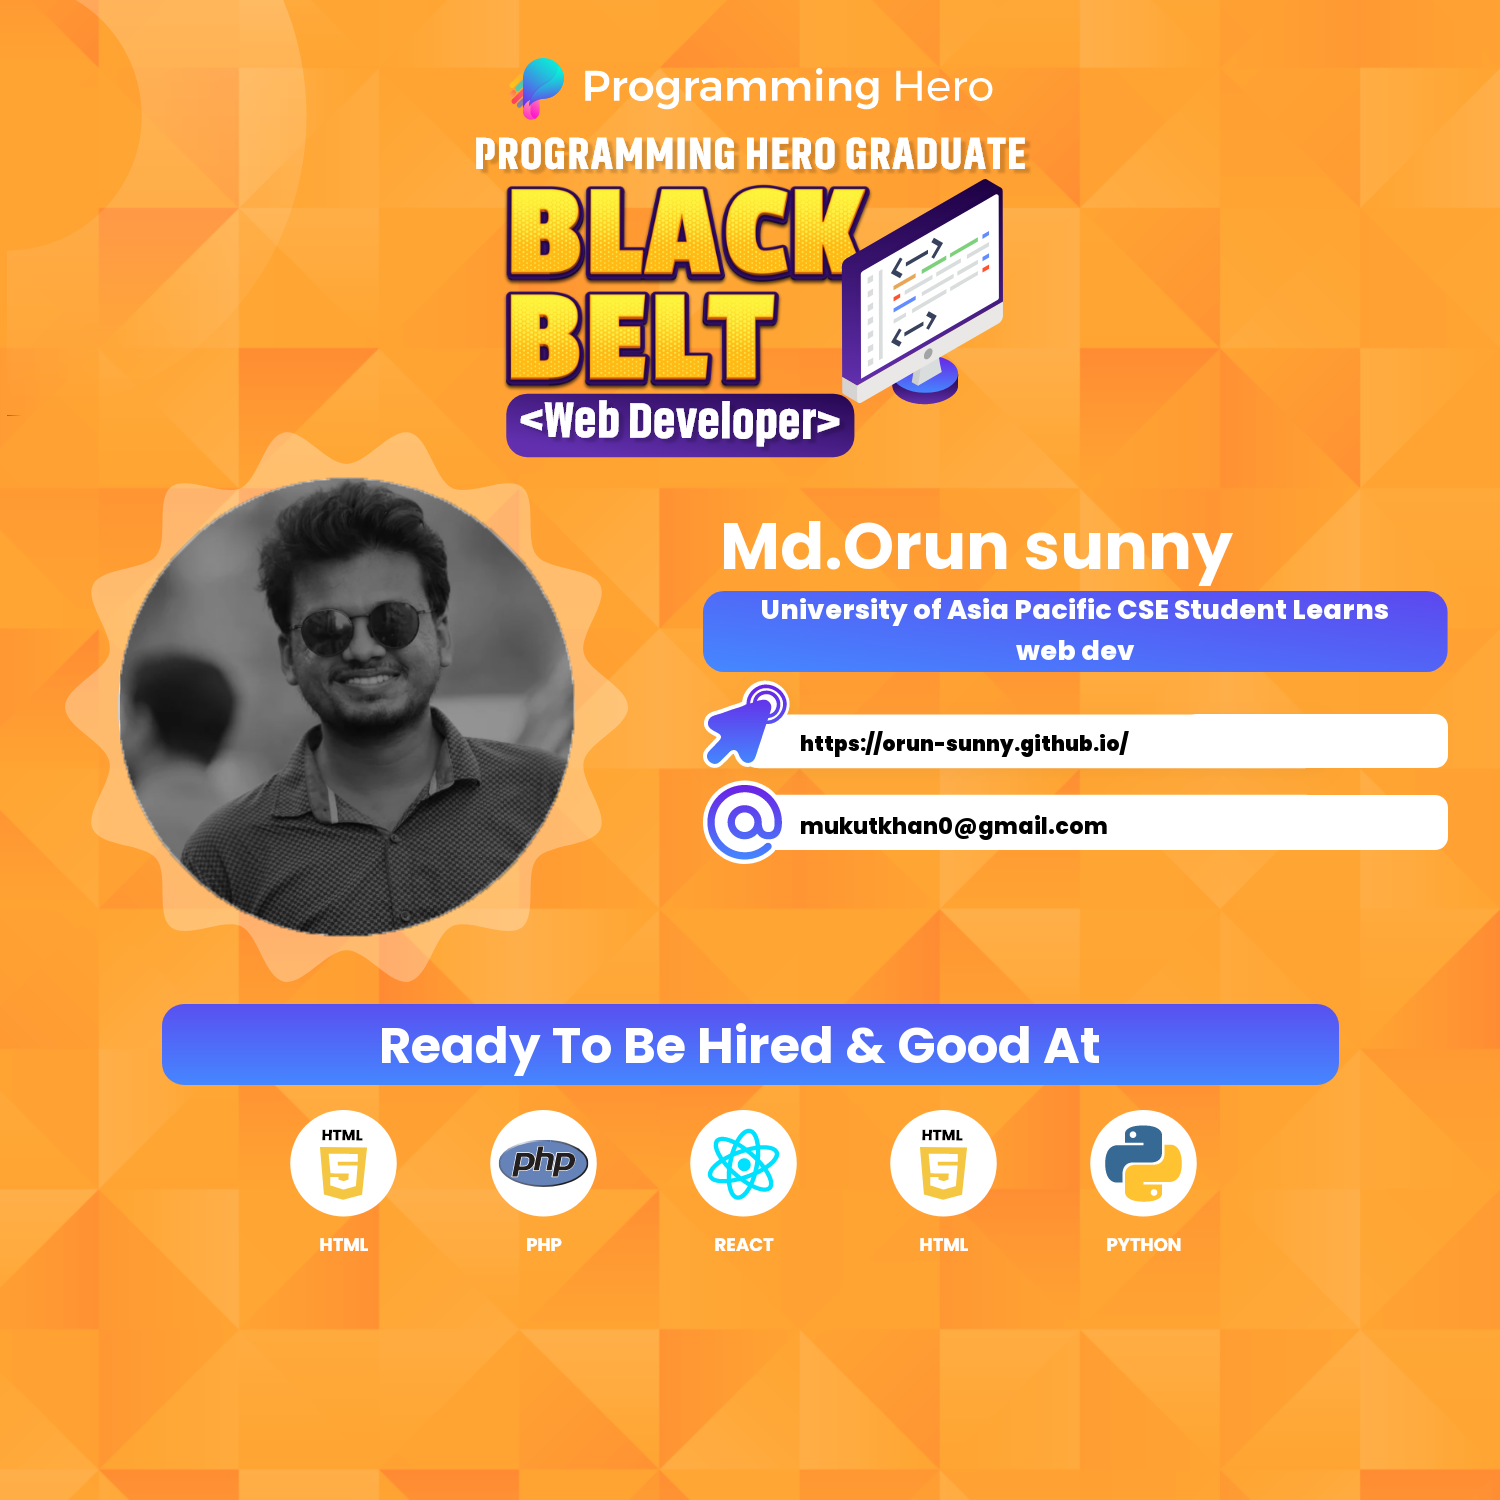 Programming Hero
PROGRAMMING HERO GRADUATE
BLACK
BELT
<Web Developer>
Md.Orun sunny
University of Asia Pacific CSE Student Learns
web dev
https://orun-sunny.github.io/
mukutkhan0@gmail.com
Ready To Be Hired & Good At
HTML
5
php
HTML
5
HTML
PHP
REACT
HTML
PYTHON